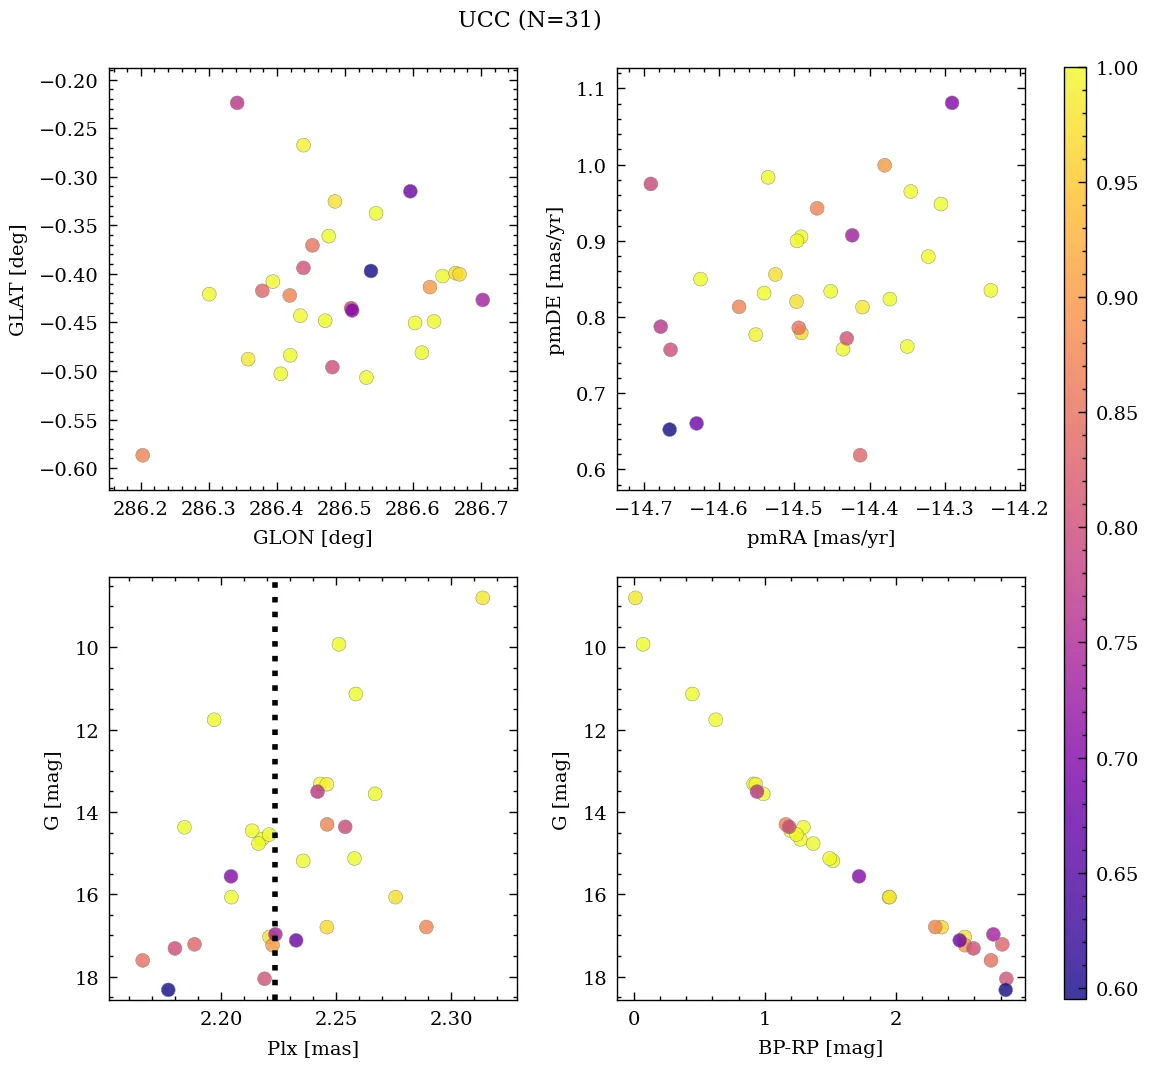 UCC (N=31)
−0.20
−0.25
−0.30
−0.35
−0.40
−0.45
−0.50
−0.55
−0.60
GLAT [deg]
286.2 286.3 286.4 286.5 286.6 286.7
GLON [deg]
1.1
1.0
0.9
0.8
0.7
0.6
pmDE [mas/yr]
−14.7 −14.6 −14.5 −14.4 −14.3 −14.2
pmRA [mas/yr]
10
12
14
16
18
G [mag]
2.20 2.25 2.30
Plx [mas]
10
12
14
16
18
G [mag]
0 1 2
BP-RP [mag]
1.00
0.95
0.90
0.85
0.80
0.75
0.70
0.65
0.60